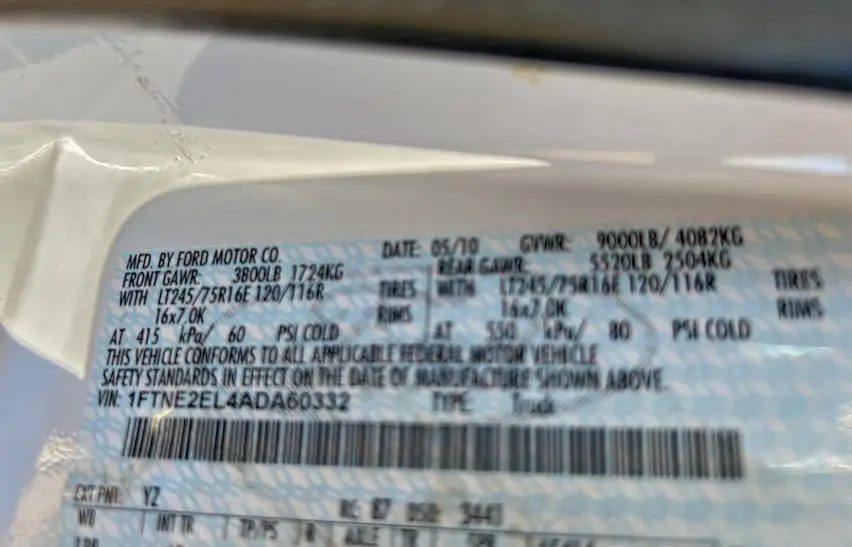 MFD. BY FORD MOTOR CO. DATE: 05/10 GVWR: 9000LB/ 4082KG
FRONT GAWR: 3800LB 1724KG REAR GAWR: 5520LB 2504KG
WITH LT245/75R16E 120/116R TIRES WITH LT245/75R16E 120/116R TIRES
16x7.0K RIMS 16x7.0K RIMS
AT 415 kPa/ 60 PSI COLD AT 550 kPa/ 80 PSI COLD
THIS VEHICLE CONFORMS TO ALL APPLICABLE FEDERAL MOTOR VEHICLE
SAFETY STANDARDS IN EFFECT ON THE DATE OF MANUFACTURE SHOWN ABOVE.
VIN: 1FTNE2EL4ADA60332 TYPE: Truck
EXT PNT: YZ RC: 87 DSO: 3441
WB INT TR TP/PS R AXLE TR SPR